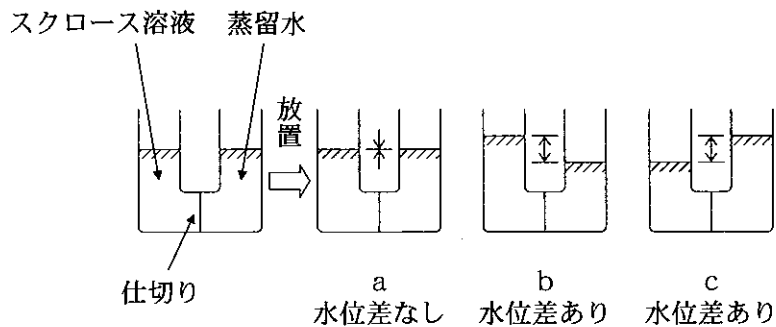 スクロース溶液 蒸留水
放置
仕切り
a b c
水位差なし 水位差あり 水位差あり